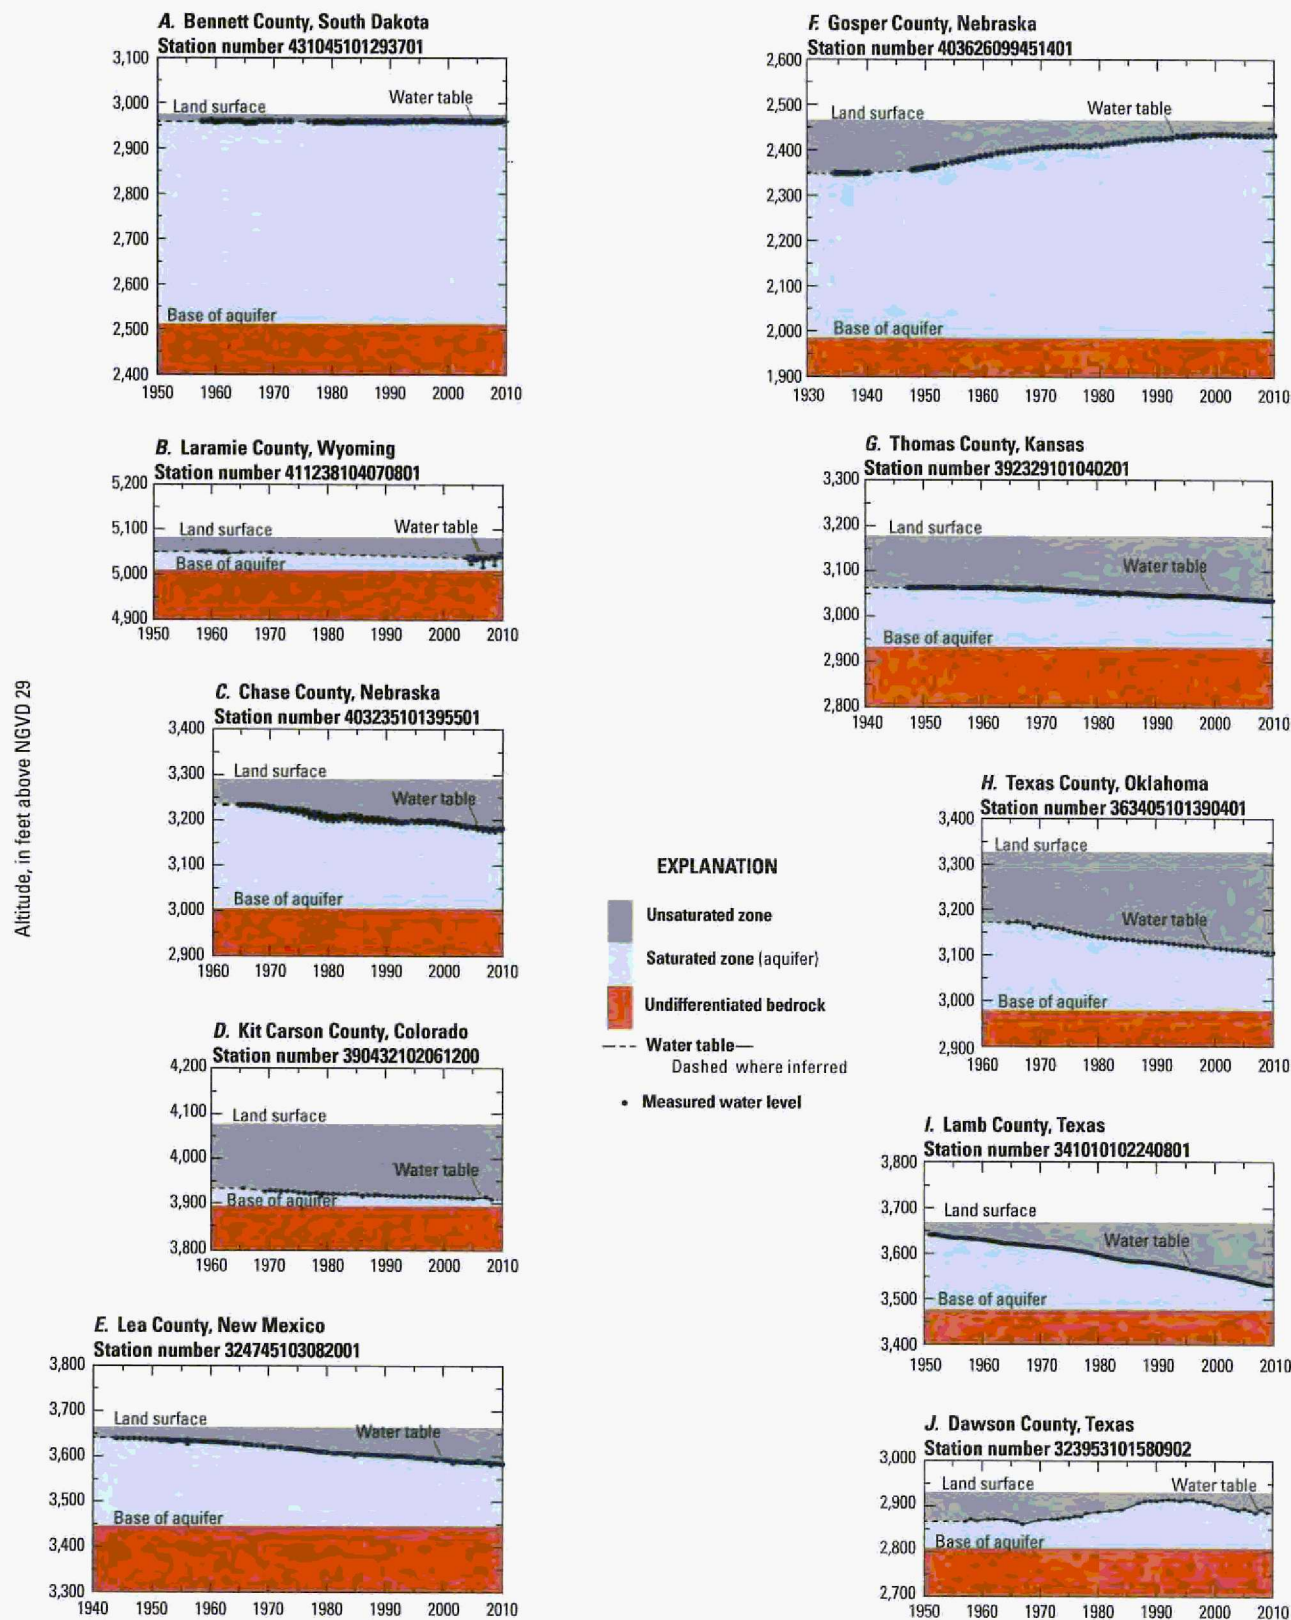 A. Bennett County, South Dakota
Station number 431045101293701
3,100
3,000
2,900
2,800
2,700
2,600
2,500
2,400
Land surface
Water table
Base of aquifer
1950 1960 1970 1980 1990 2000 2010
B. Laramie County, Wyoming
Station number 411238104070801
5,200
5,100
5,000
4,900
Land surface
Water table
Base of aquifer
1950 1960 1970 1980 1990 2000 2010
C. Chase County, Nebraska
Station number 403235101395501
3,400
3,300
3,200
3,100
3,000
2,900
Land surface
Water table
Base of aquifer
1960 1970 1980 1990 2000 2010
D. Kit Carson County, Colorado
Station number 390432102061200
4,200
4,100
4,000
3,900
3,800
Land surface
Water table
Base of aquifer
1960 1970 1980 1990 2000 2010
E. Lea County, New Mexico
Station number 324745103082001
3,800
3,700
3,600
3,500
3,400
3,300
Land surface
Water table
Base of aquifer
1940 1950 1960 1970 1980 1990 2000 2010
Altitude, in feet above NGVD 29
F. Gosper County, Nebraska
Station number 403626099451401
2,600
2,500
2,400
2,300
2,200
2,100
2,000
1,900
Land surface
Water table
Base of aquifer
1930 1940 1950 1960 1970 1980 1990 2000 2010
G. Thomas County, Kansas
Station number 392329101040201
3,300
3,200
3,100
3,000
2,900
2,800
Land surface
Water table
Base of aquifer
1940 1950 1960 1970 1980 1990 2000 2010
H. Texas County, Oklahoma
Station number 363405101390401
3,400
3,300
3,200
3,100
3,000
2,900
Land surface
Water table
Base of aquifer
1960 1970 1980 1990 2000 2010
I. Lamb County, Texas
Station number 341010102240801
3,800
3,700
3,600
3,500
3,400
Land surface
Water table
Base of aquifer
1950 1960 1970 1980 1990 2000 2010
J. Dawson County, Texas
Station number 323953101580902
3,000
2,900
2,800
2,700
Land surface
Water table
Base of aquifer
1950 1960 1970 1980 1990 2000 2010
EXPLANATION
Unsaturated zone
Saturated zone (aquifer)
Undifferentiated bedrock
Water table—
Dashed where inferred
Measured water level